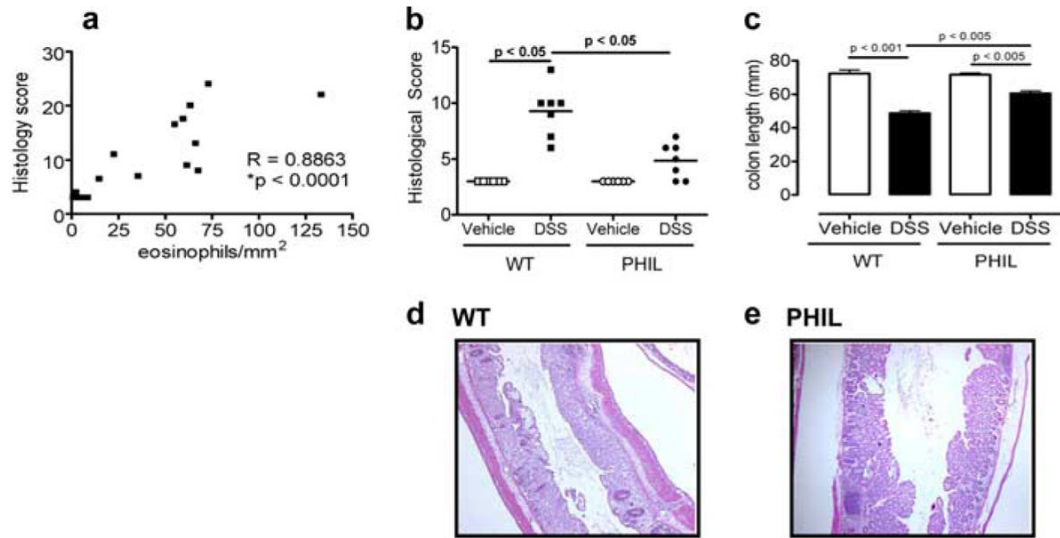 a
Histology score
30
20
10
0
R = 0.8863
*p < 0.0001
0 25 50 75 100 125 150
eosinophils/mm²
b
Histological Score
15
10
5
0
p < 0.05
p < 0.05
Vehicle DSS Vehicle DSS
WT PHIL
c
colon length (mm)
80
60
40
20
0
p < 0.005
p < 0.001
p < 0.005
Vehicle DSS Vehicle DSS
WT PHIL
d WT
e PHIL